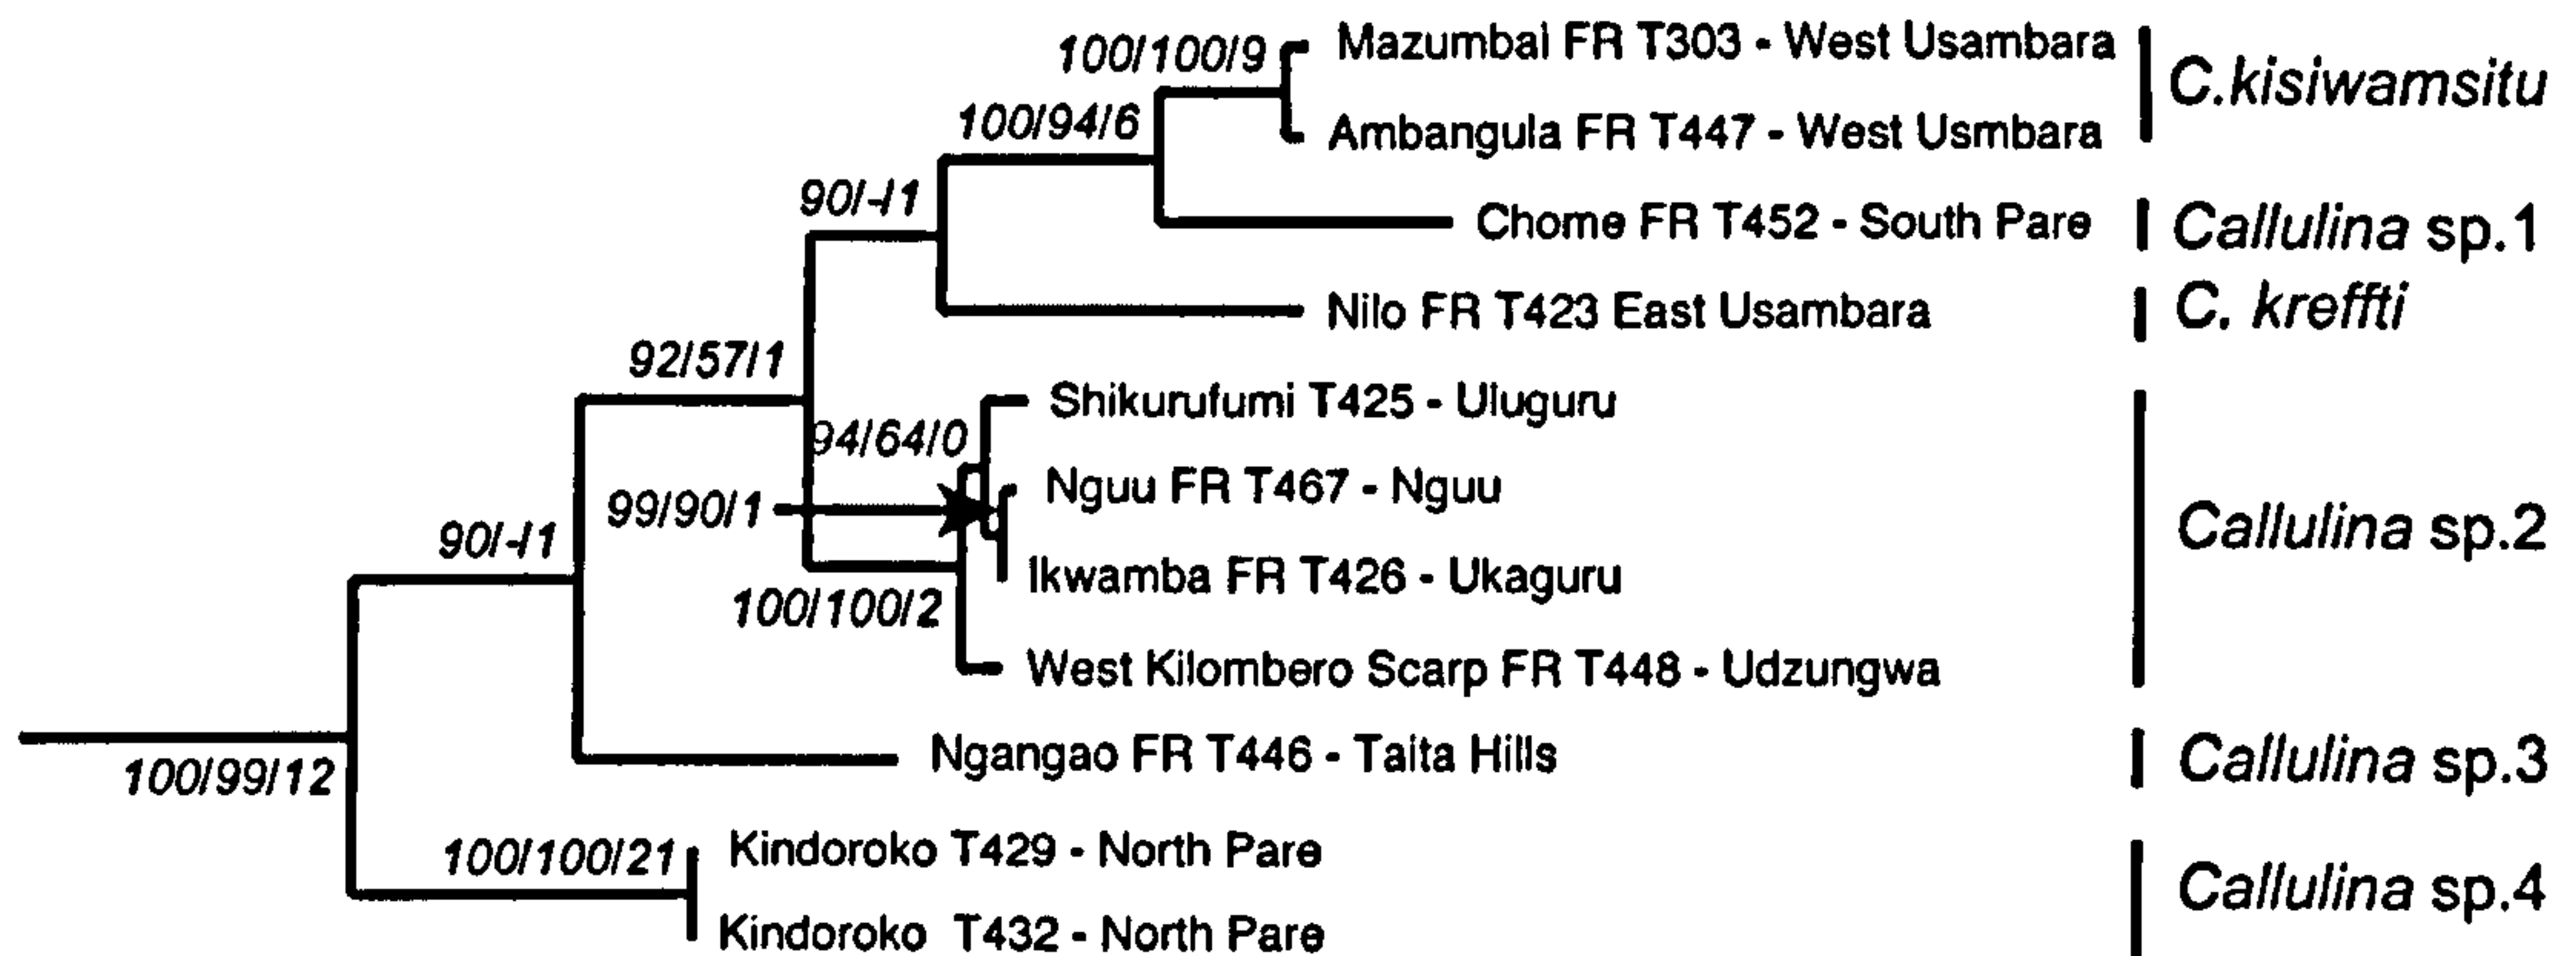 100/100/9
Mazumbai FR T303 - West Usambara
C.kisiwamsitu
100/94/6
Ambangula FR T447 - West Usmbara
90/-/1
Chome FR T452 - South Pare
Callulina sp.1
Nilo FR T423 East Usambara
C. kreffti
92/57/1
Shikurufumi T425 - Uluguru
94/64/0
Nguu FR T467 - Nguu
99/90/1
Callulina sp.2
90/-/1
Ikwamba FR T426 - Ukaguru
100/100/2
West Kilombero Scarp FR T448 - Udzungwa
Ngangao FR T446 - Taita Hills
Callulina sp.3
100/99/12
100/100/21
Kindoroko T429 - North Pare
Callulina sp.4
Kindoroko T432 - North Pare